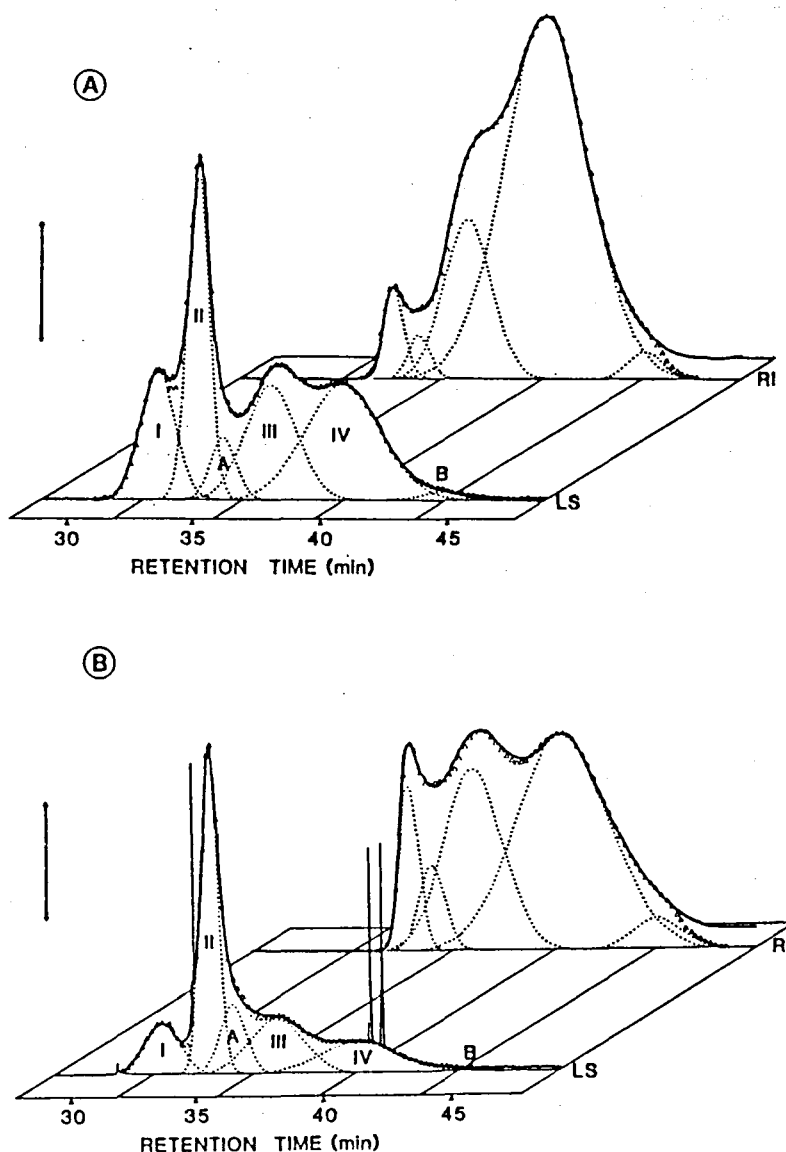 A
II
I
A
III
IV
B
RI
LS
30 35 40 45
RETENTION TIME (min)
B
II
I
A
III
IV
B
R
LS
30 35 40 45
RETENTION TIME (min)